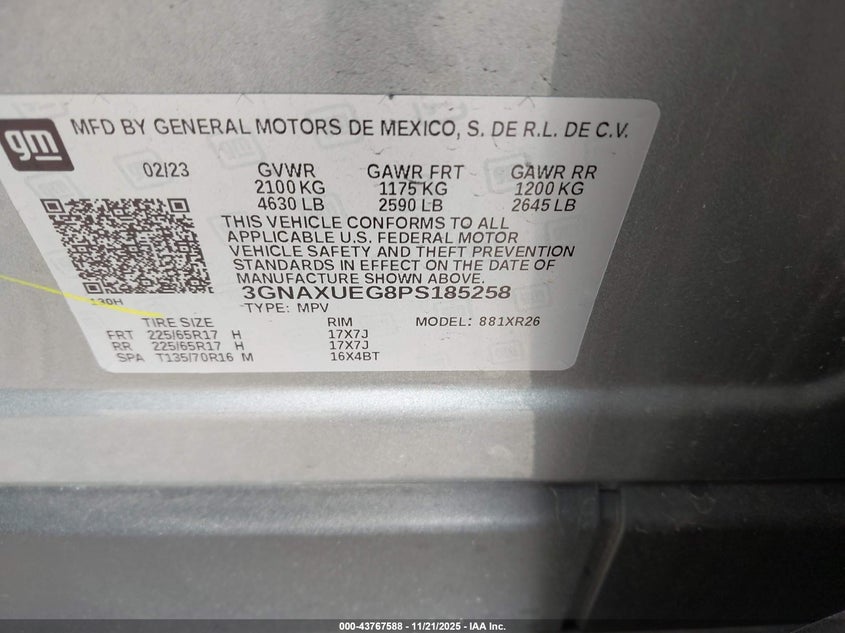 gm
MFD BY GENERAL MOTORS DE MEXICO, S. DE R.L. DE C.V.
02/23 GVWR GAWR FRT GAWR RR
2100 KG 1175 KG 1200 KG
4630 LB 2590 LB 2645 LB
THIS VEHICLE CONFORMS TO ALL
APPLICABLE U.S. FEDERAL MOTOR
VEHICLE SAFETY AND THEFT PREVENTION
STANDARDS IN EFFECT ON THE DATE OF
MANUFACTURE SHOWN ABOVE.
130H 3GNAXUEG8PS185258
TYPE: MPV
TIRE SIZE RIM MODEL: 881XR26
FRT 225/65R17 H 17X7J
RR 225/65R17 H 17X7J
SPA T135/70R16 M 16X4BT
000-43767588 - 11/21/2025 - IAA Inc.